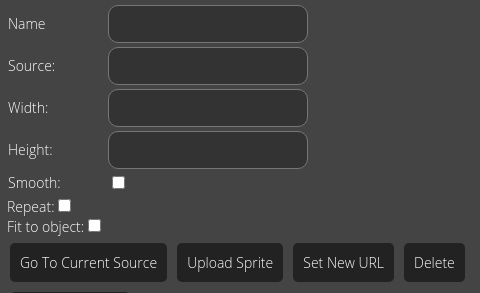 Name
Source:
Width:
Height:
Smooth:
Repeat:
Fit to object:
Go To Current Source Upload Sprite Set New URL Delete